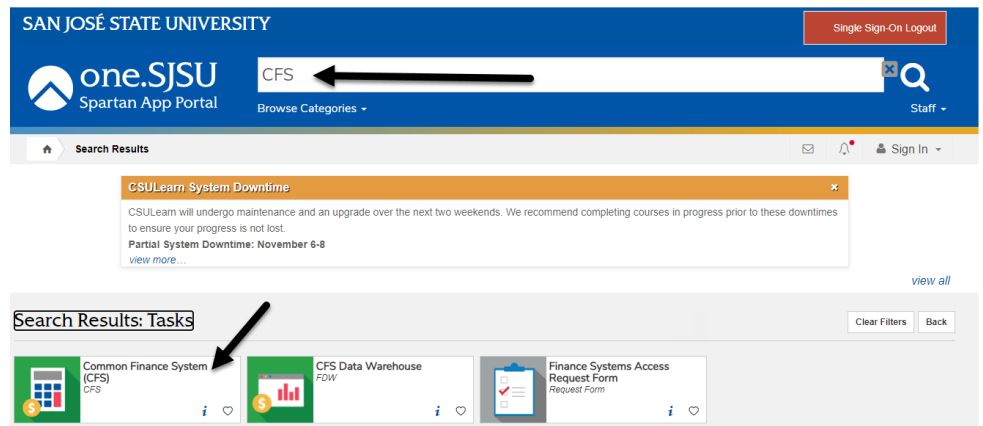 SAN JOSÉ STATE UNIVERSITY
Single Sign-On Logout
one.SJSU
Spartan App Portal
CFS
Browse Categories
Staff
Search Results
Sign In
CSULearn System Downtime
×
CSULearn will undergo maintenance and an upgrade over the next two weekends. We recommend completing courses in progress prior to these downtimes
to ensure your progress is not lost.
Partial System Downtime: November 6-8
view more...
view all
Search Results: Tasks
Clear Filters
Back
Common Finance System
(CFS)
CFS
i
CFS Data Warehouse
FDW
i
Finance Systems Access
Request Form
Request Form
i